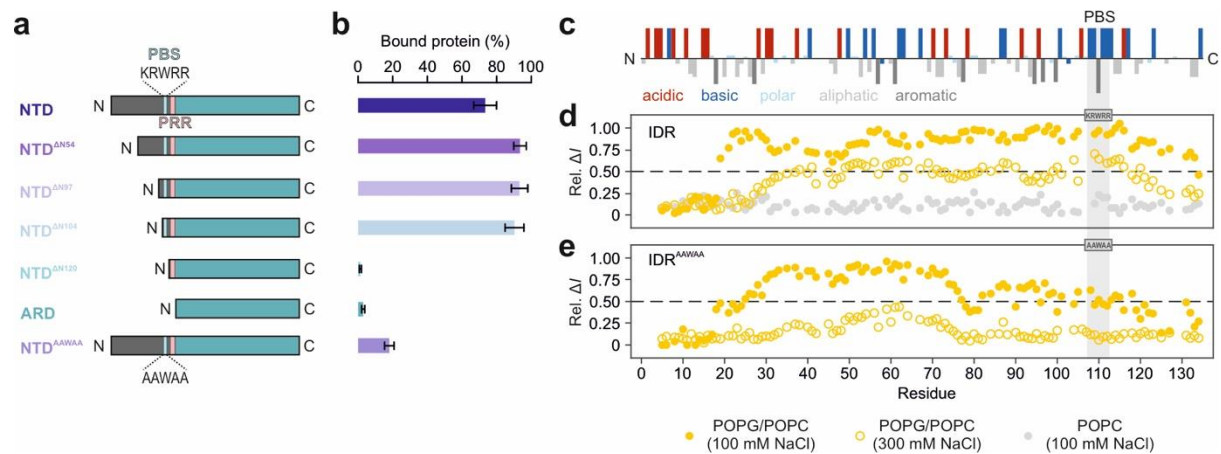 a
PBS
KRWRR
NTD
N
C
PRR
NTD^ΔN54
N
C
NTD^ΔN97
N
C
NTD^ΔN104
N
C
NTD^ΔN120
N
C
ARD
N
C
NTD^AAWAA
N
C
AAWAA
b
Bound protein (%)
0 20 40 60 80 100
c
PBS
N
C
acidic basic polar aliphatic aromatic
d
IDR
KRWRR
1.00
0.75
0.50
0.25
0
Rel. ΔI
e
IDR^AAWAA
AAWAA
1.00
0.75
0.50
0.25
0
Rel. ΔI
0 10 20 30 40 50 60 70 80 90 100 110 120 130
Residue
POPG/POPC
(100 mM NaCl)
POPG/POPC
(300 mM NaCl)
POPC
(100 mM NaCl)